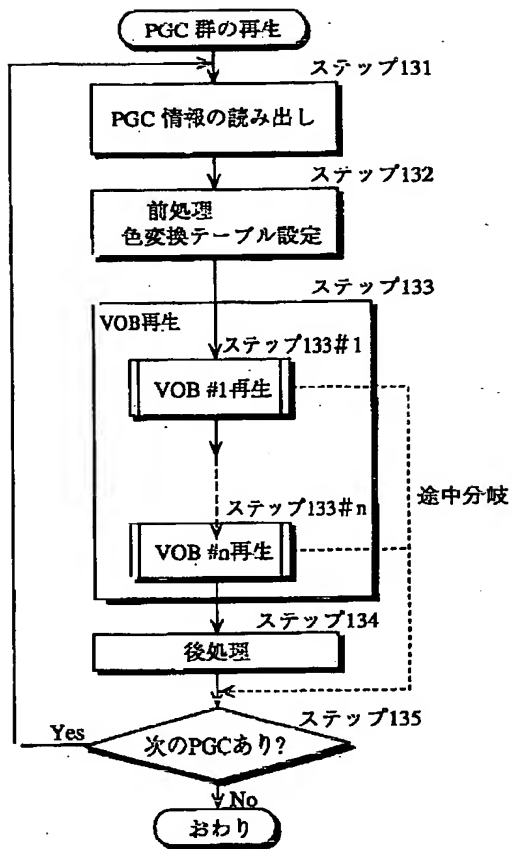 PGC 群の再生
ステップ131
PGC 情報の読み出し
ステップ132
前処理
色変換テーブル設定
ステップ133
VOB再生
ステップ133#1
VOB #1再生
途中分岐
ステップ133#n
VOB #n再生
ステップ134
後処理
ステップ135
Yes
次のPGCあり?
No
おわり